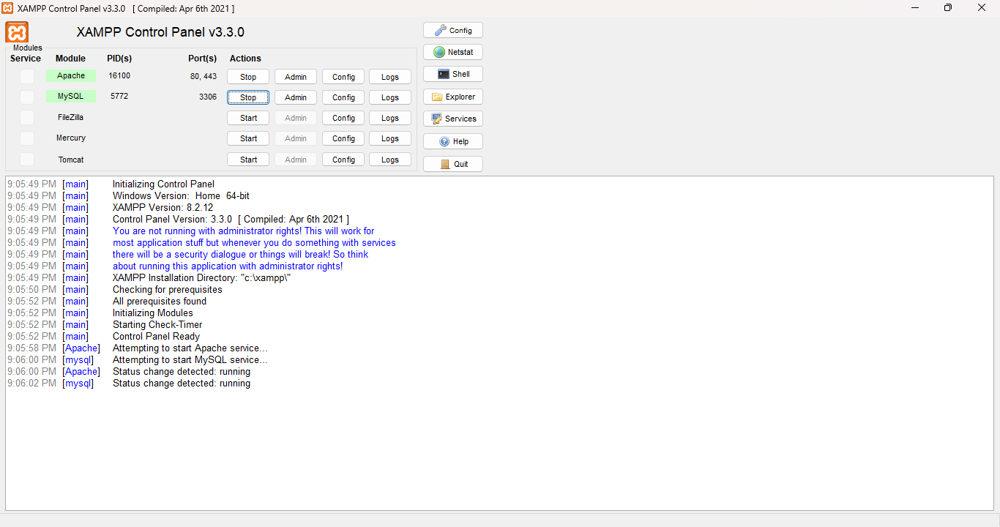 XAMPP Control Panel v3.3.0 [ Compiled: Apr 6th 2021 ]
XAMPP Control Panel v3.3.0
Config
Modules
Service Module PID(s) Port(s) Actions
Netstat
Apache 16100 80, 443 Stop Admin Config Logs
Shell
MySQL 5772 3306 Stop Admin Config Logs
Explorer
FileZilla Start Admin Config Logs
Services
Mercury Start Admin Config Logs
Help
Tomcat Start Admin Config Logs
Quit
9:05:49 PM [main] Initializing Control Panel
9:05:49 PM [main] Windows Version: Home 64-bit
9:05:49 PM [main] XAMPP Version: 8.2.12
9:05:49 PM [main] Control Panel Version: 3.3.0 [ Compiled: Apr 6th 2021 ]
9:05:49 PM [main] You are not running with administrator rights! This will work for
9:05:49 PM [main] most application stuff but whenever you do something with services
9:05:49 PM [main] there will be a security dialogue or things will break! So think
9:05:49 PM [main] about running this application with administrator rights!
9:05:49 PM [main] XAMPP Installation Directory: "c:\xampp\"
9:05:50 PM [main] Checking for prerequisites
9:05:52 PM [main] All prerequisites found
9:05:52 PM [main] Initializing Modules
9:05:52 PM [main] Starting Check-Timer
9:05:52 PM [main] Control Panel Ready
9:05:58 PM [Apache] Attempting to start Apache service...
9:06:00 PM [mysql] Attempting to start MySQL service...
9:06:00 PM [Apache] Status change detected: running
9:06:02 PM [mysql] Status change detected: running